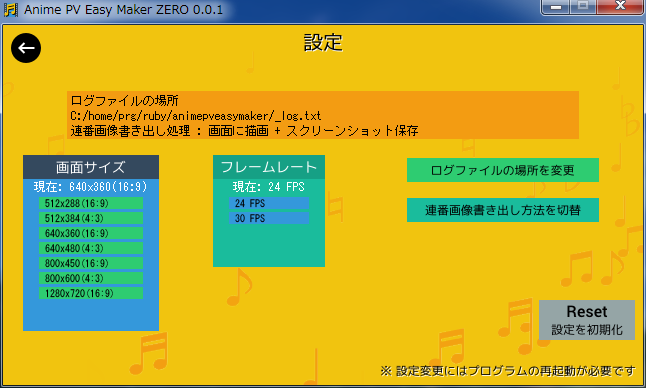 Anime PV Easy Maker ZERO 0.0.1
設定
ログファイルの場所
C:/home/prg/ruby/animepveasymaker/_log.txt
連番画像書き出し処理 : 画面に描画 + スクリーンショット保存
画面サイズ
現在: 640x360(16:9)
512x288(16:9)
512x384(4:3)
640x360(16:9)
640x480(4:3)
800x450(16:9)
800x600(4:3)
1280x720(16:9)
フレームレート
現在: 24 FPS
24 FPS
30 FPS
ログファイルの場所を変更
連番画像書き出し方法を切替
Reset
設定を初期化
※ 設定変更にはプログラムの再起動が必要です